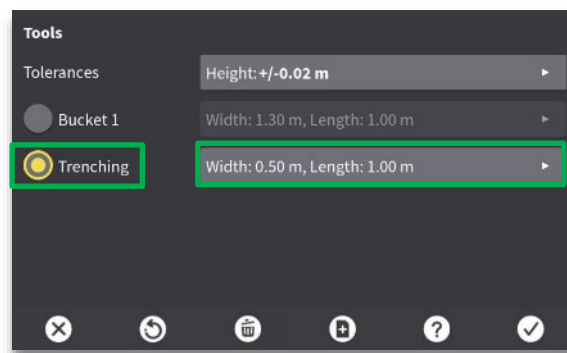 Tools
Tolerances Height: +/-0.02 m
Bucket 1 Width: 1.30 m, Length: 1.00 m
Trenching Width: 0.50 m, Length: 1.00 m
?